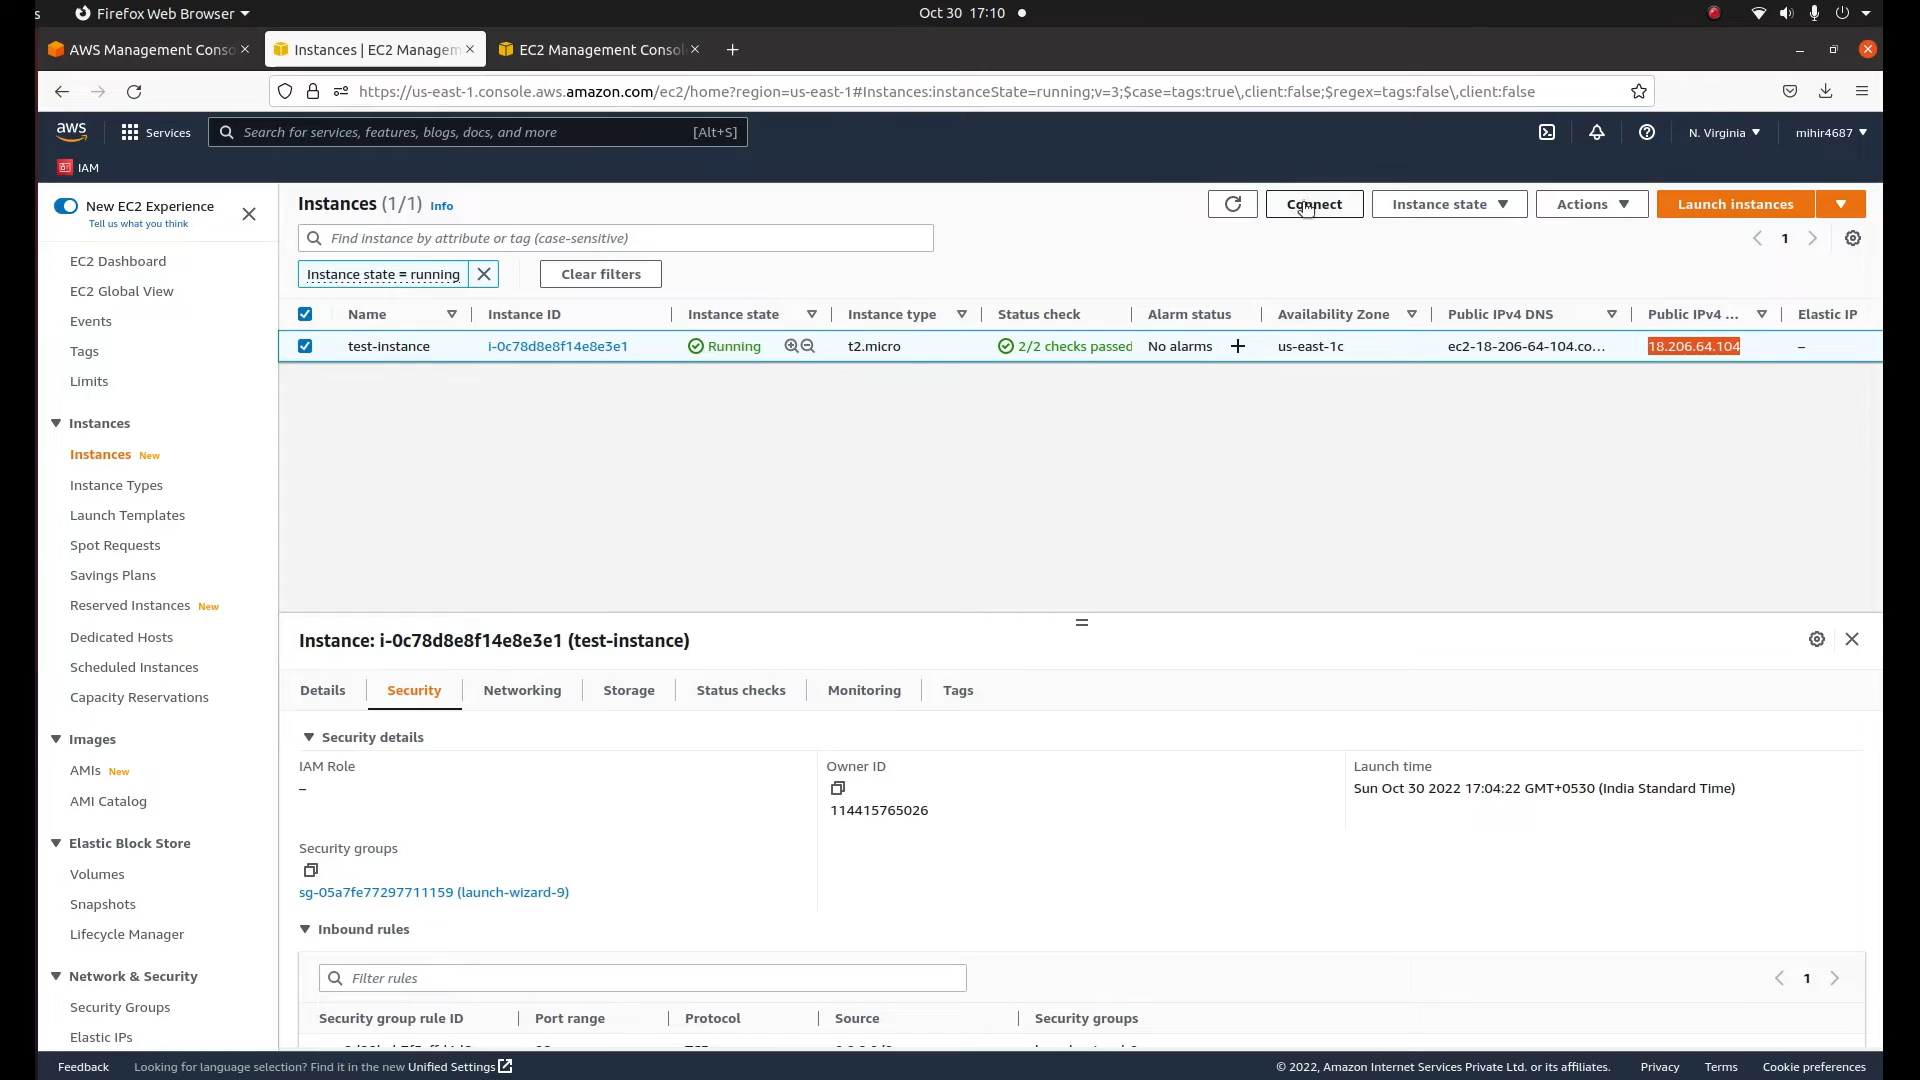 s
Firefox Web Browser
Oct 30 17:10
AWS Management Conso
Instances | EC2 Managem
EC2 Management Consol
https://us-east-1.console.aws.amazon.com/ec2/home?region=us-east-1#Instances:instanceState=running;v=3;$case=tags:true\,client:false;$regex=tags:false\,client:false
aws
Services
Search for services, features, blogs, docs, and more
[Alt+S]
N. Virginia
mihir4687
IAM
New EC2 Experience
Tell us what you think
EC2 Dashboard
EC2 Global View
Events
Tags
Limits
Instances
Instances New
Instance Types
Launch Templates
Spot Requests
Savings Plans
Reserved Instances New
Dedicated Hosts
Scheduled Instances
Capacity Reservations
Images
AMIs New
AMI Catalog
Elastic Block Store
Volumes
Snapshots
Lifecycle Manager
Network & Security
Security Groups
Elastic IPs
Instances (1/1) Info
Connect
Instance state
Actions
Launch instances
Find instance by attribute or tag (case-sensitive)
1
Instance state = running
Clear filters
Name Instance ID Instance state Instance type Status check Alarm status Availability Zone Public IPv4 DNS Public IPv4 ... Elastic IP
test-instance i-0c78d8e8f14e8e3e1 Running t2.micro 2/2 checks passed No alarms + us-east-1c ec2-18-206-64-104.co... 18.206.64.104 –
Instance: i-0c78d8e8f14e8e3e1 (test-instance)
Details Security Networking Storage Status checks Monitoring Tags
Security details
IAM Role
–
Owner ID
114415765026
Launch time
Sun Oct 30 2022 17:04:22 GMT+0530 (India Standard Time)
Security groups
sg-05a7fe77297711159 (launch-wizard-9)
Inbound rules
Filter rules
1
Security group rule ID Port range Protocol Source Security groups
Feedback
Looking for language selection? Find it in the new Unified Settings
© 2022, Amazon Internet Services Private Ltd. or its affiliates.
Privacy
Terms
Cookie preferences